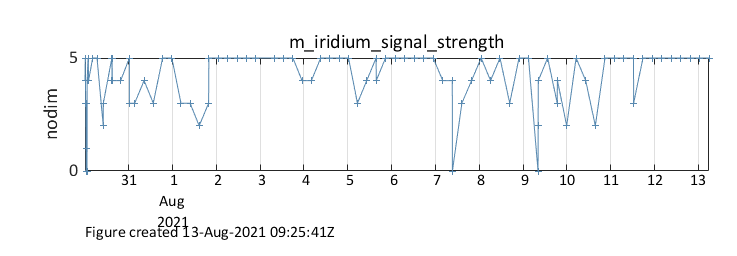 m_iridium_signal_strength
5
nodim
0
31 1 2 3 4 5 6 7 8 9 10 11 12 13
Aug
2021
Figure created 13-Aug-2021 09:25:41Z